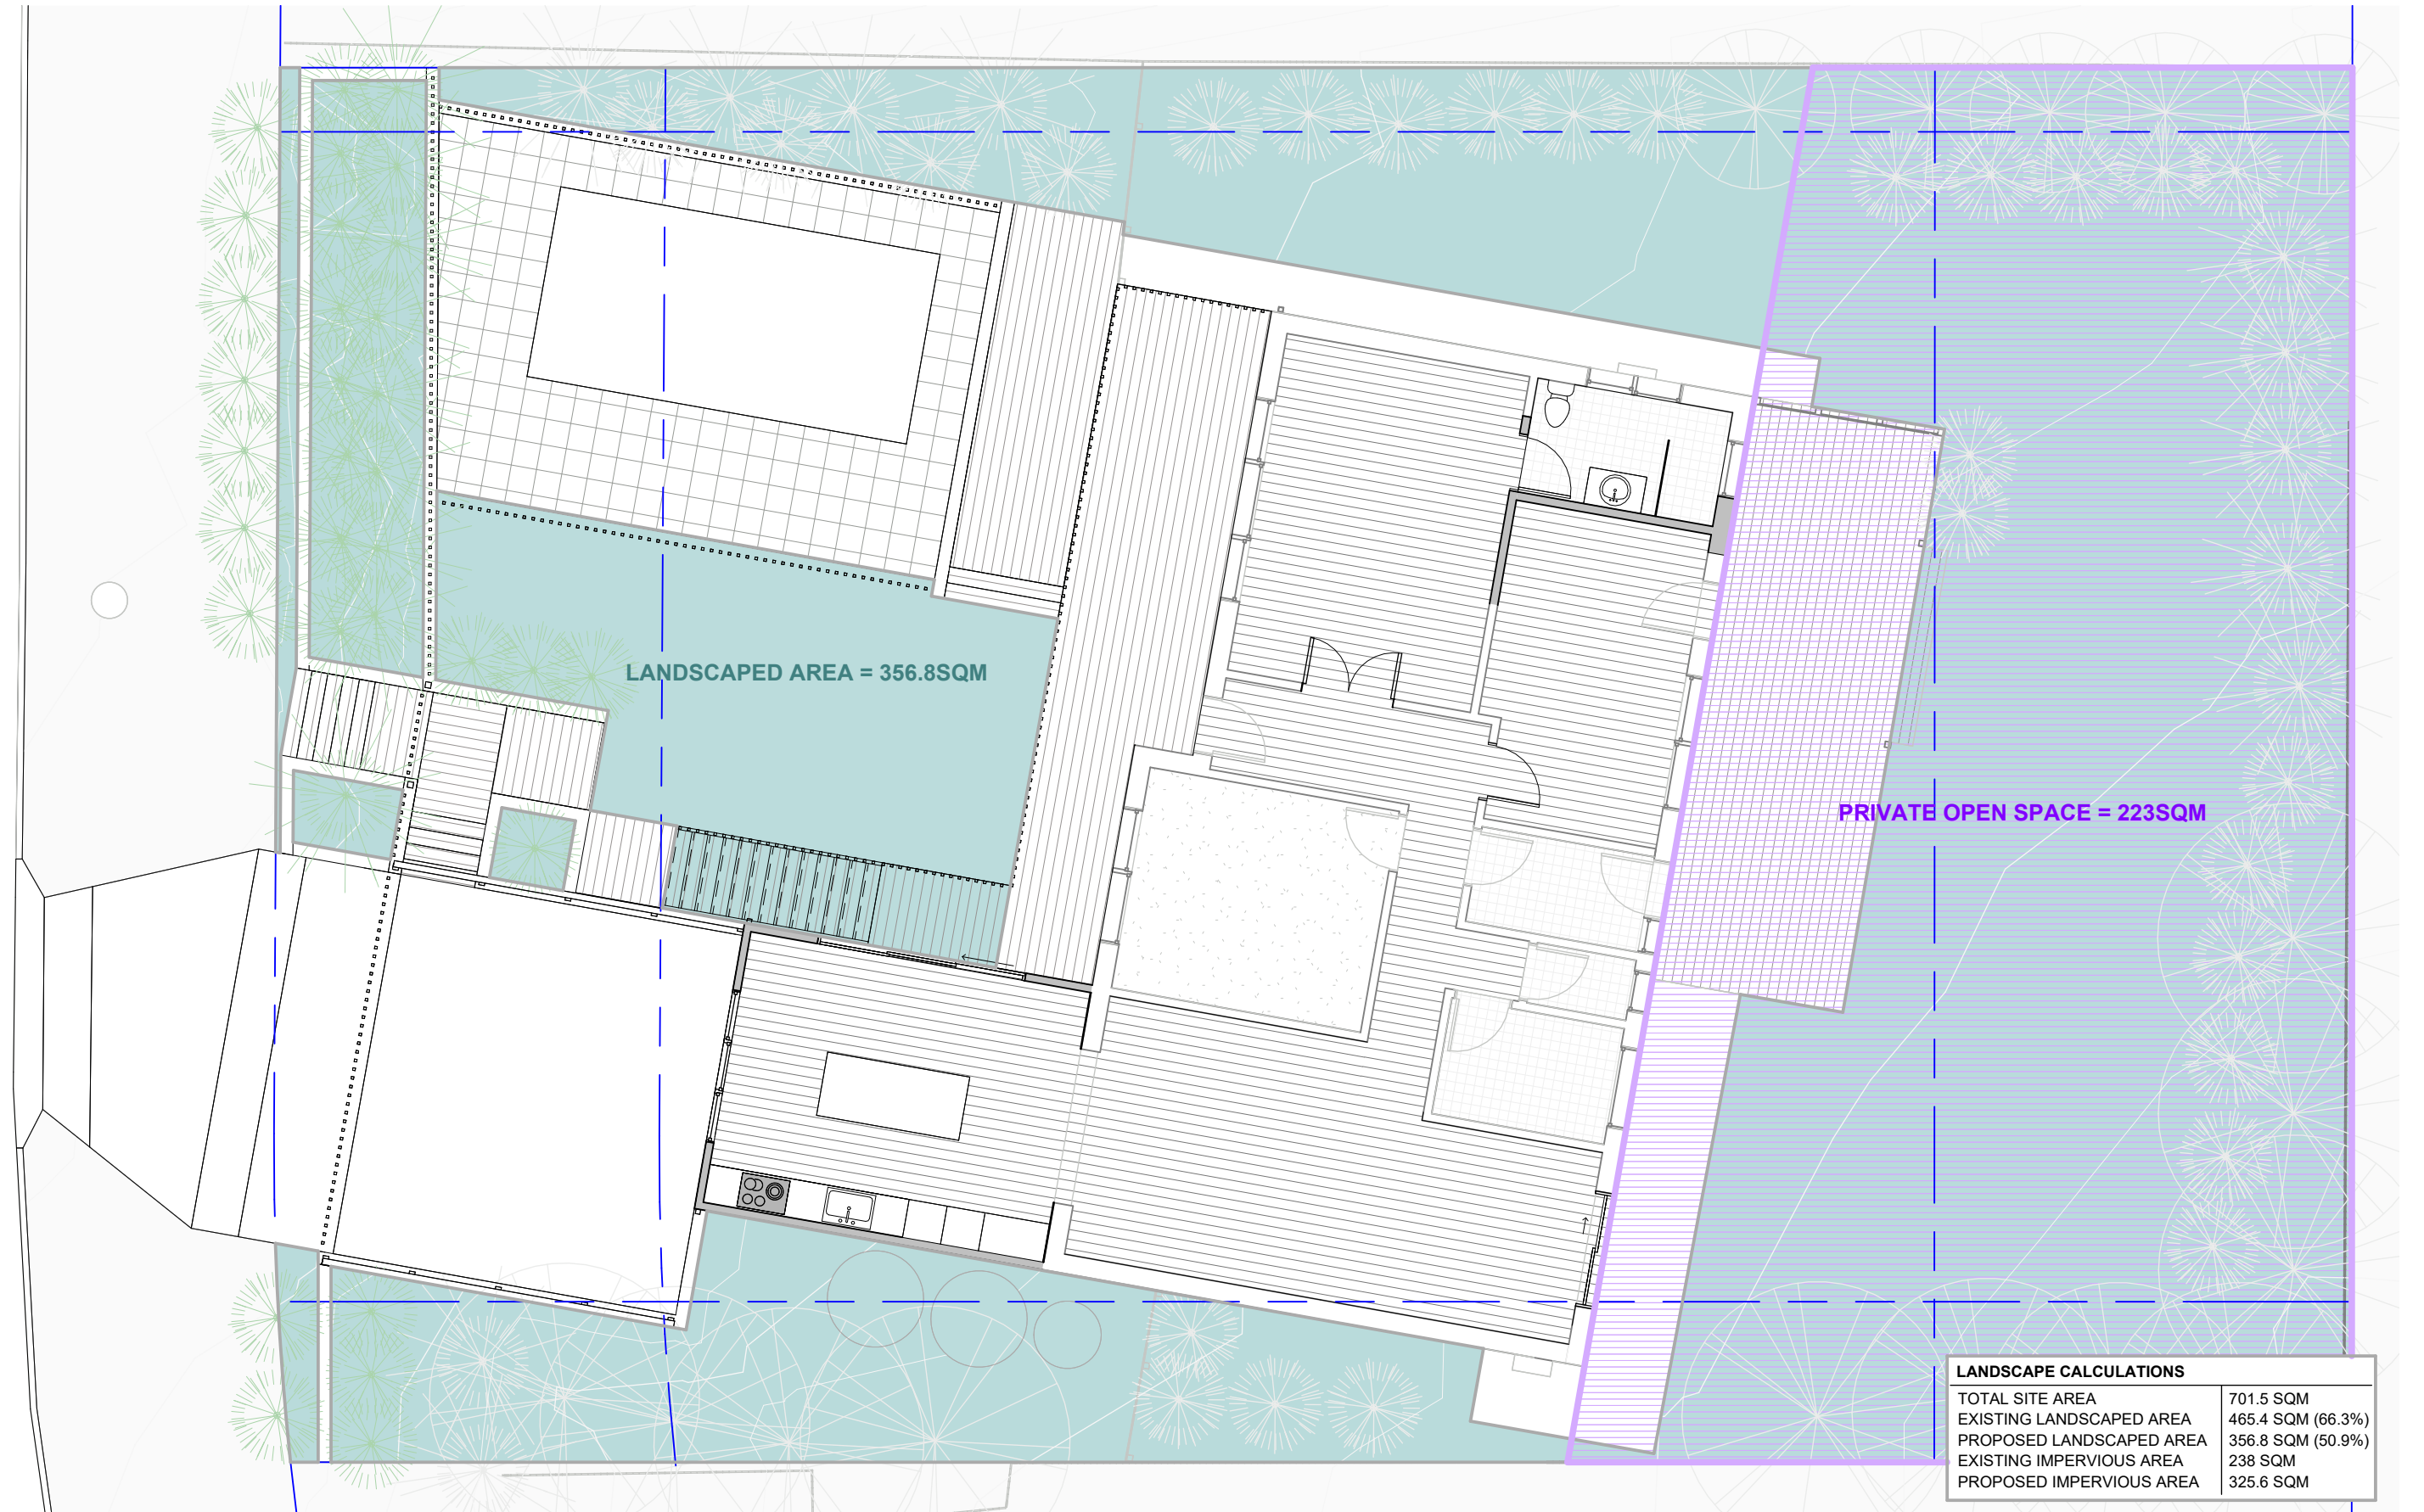 LANDSCAPED AREA = 356.8SQM
PRIVATE OPEN SPACE = 223SQM
LANDSCAPE CALCULATIONS
TOTAL SITE AREA 701.5 SQM
EXISTING LANDSCAPED AREA 465.4 SQM (66.3%)
PROPOSED LANDSCAPED AREA 356.8 SQM (50.9%)
EXISTING IMPERVIOUS AREA 238 SQM
PROPOSED IMPERVIOUS AREA 325.6 SQM